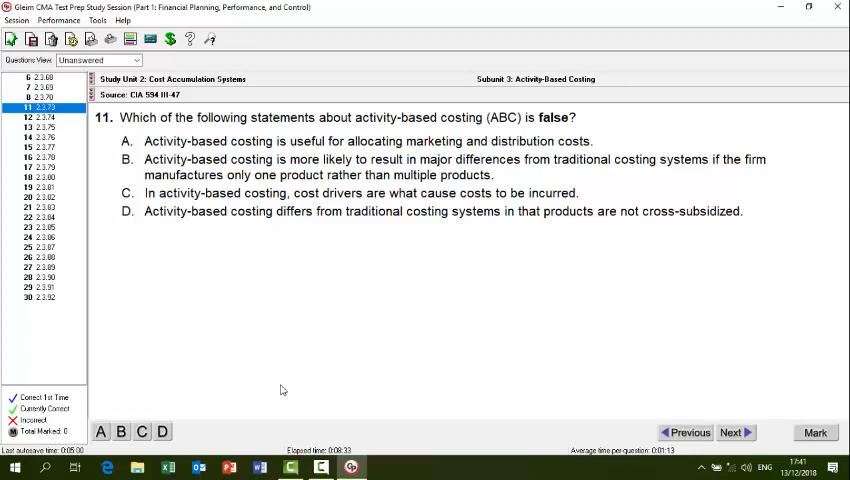 Gleim CMA Test Prep Study Session (Part 1: Financial Planning, Performance, and Control)
Session Performance Tools Help
Questions View: Unanswered
6 2.3.68
7 2.3.69
8 2.3.70
11 2.3.73
12 2.3.74
13 2.3.75
14 2.3.76
15 2.3.77
16 2.3.78
17 2.3.79
18 2.3.80
19 2.3.81
20 2.3.82
21 2.3.83
22 2.3.84
23 2.3.85
24 2.3.86
25 2.3.87
26 2.3.88
27 2.3.89
28 2.3.90
29 2.3.91
30 2.3.92
Study Unit 2: Cost Accumulation Systems Subunit 3: Activity-Based Costing
Source: CIA 594 III-47
11. Which of the following statements about activity-based costing (ABC) is false?
A. Activity-based costing is useful for allocating marketing and distribution costs.
B. Activity-based costing is more likely to result in major differences from traditional costing systems if the firm
manufactures only one product rather than multiple products.
C. In activity-based costing, cost drivers are what cause costs to be incurred.
D. Activity-based costing differs from traditional costing systems in that products are not cross-subsidized.
Correct 1st Time
Currently Correct
Incorrect
M Total Marked: 0
A B C D
Previous Next Mark
Last autosave time: 0:05:00 Elapsed time: 0:08:33 Average time per question: 0:01:13
ENG
17:41
13/12/2018